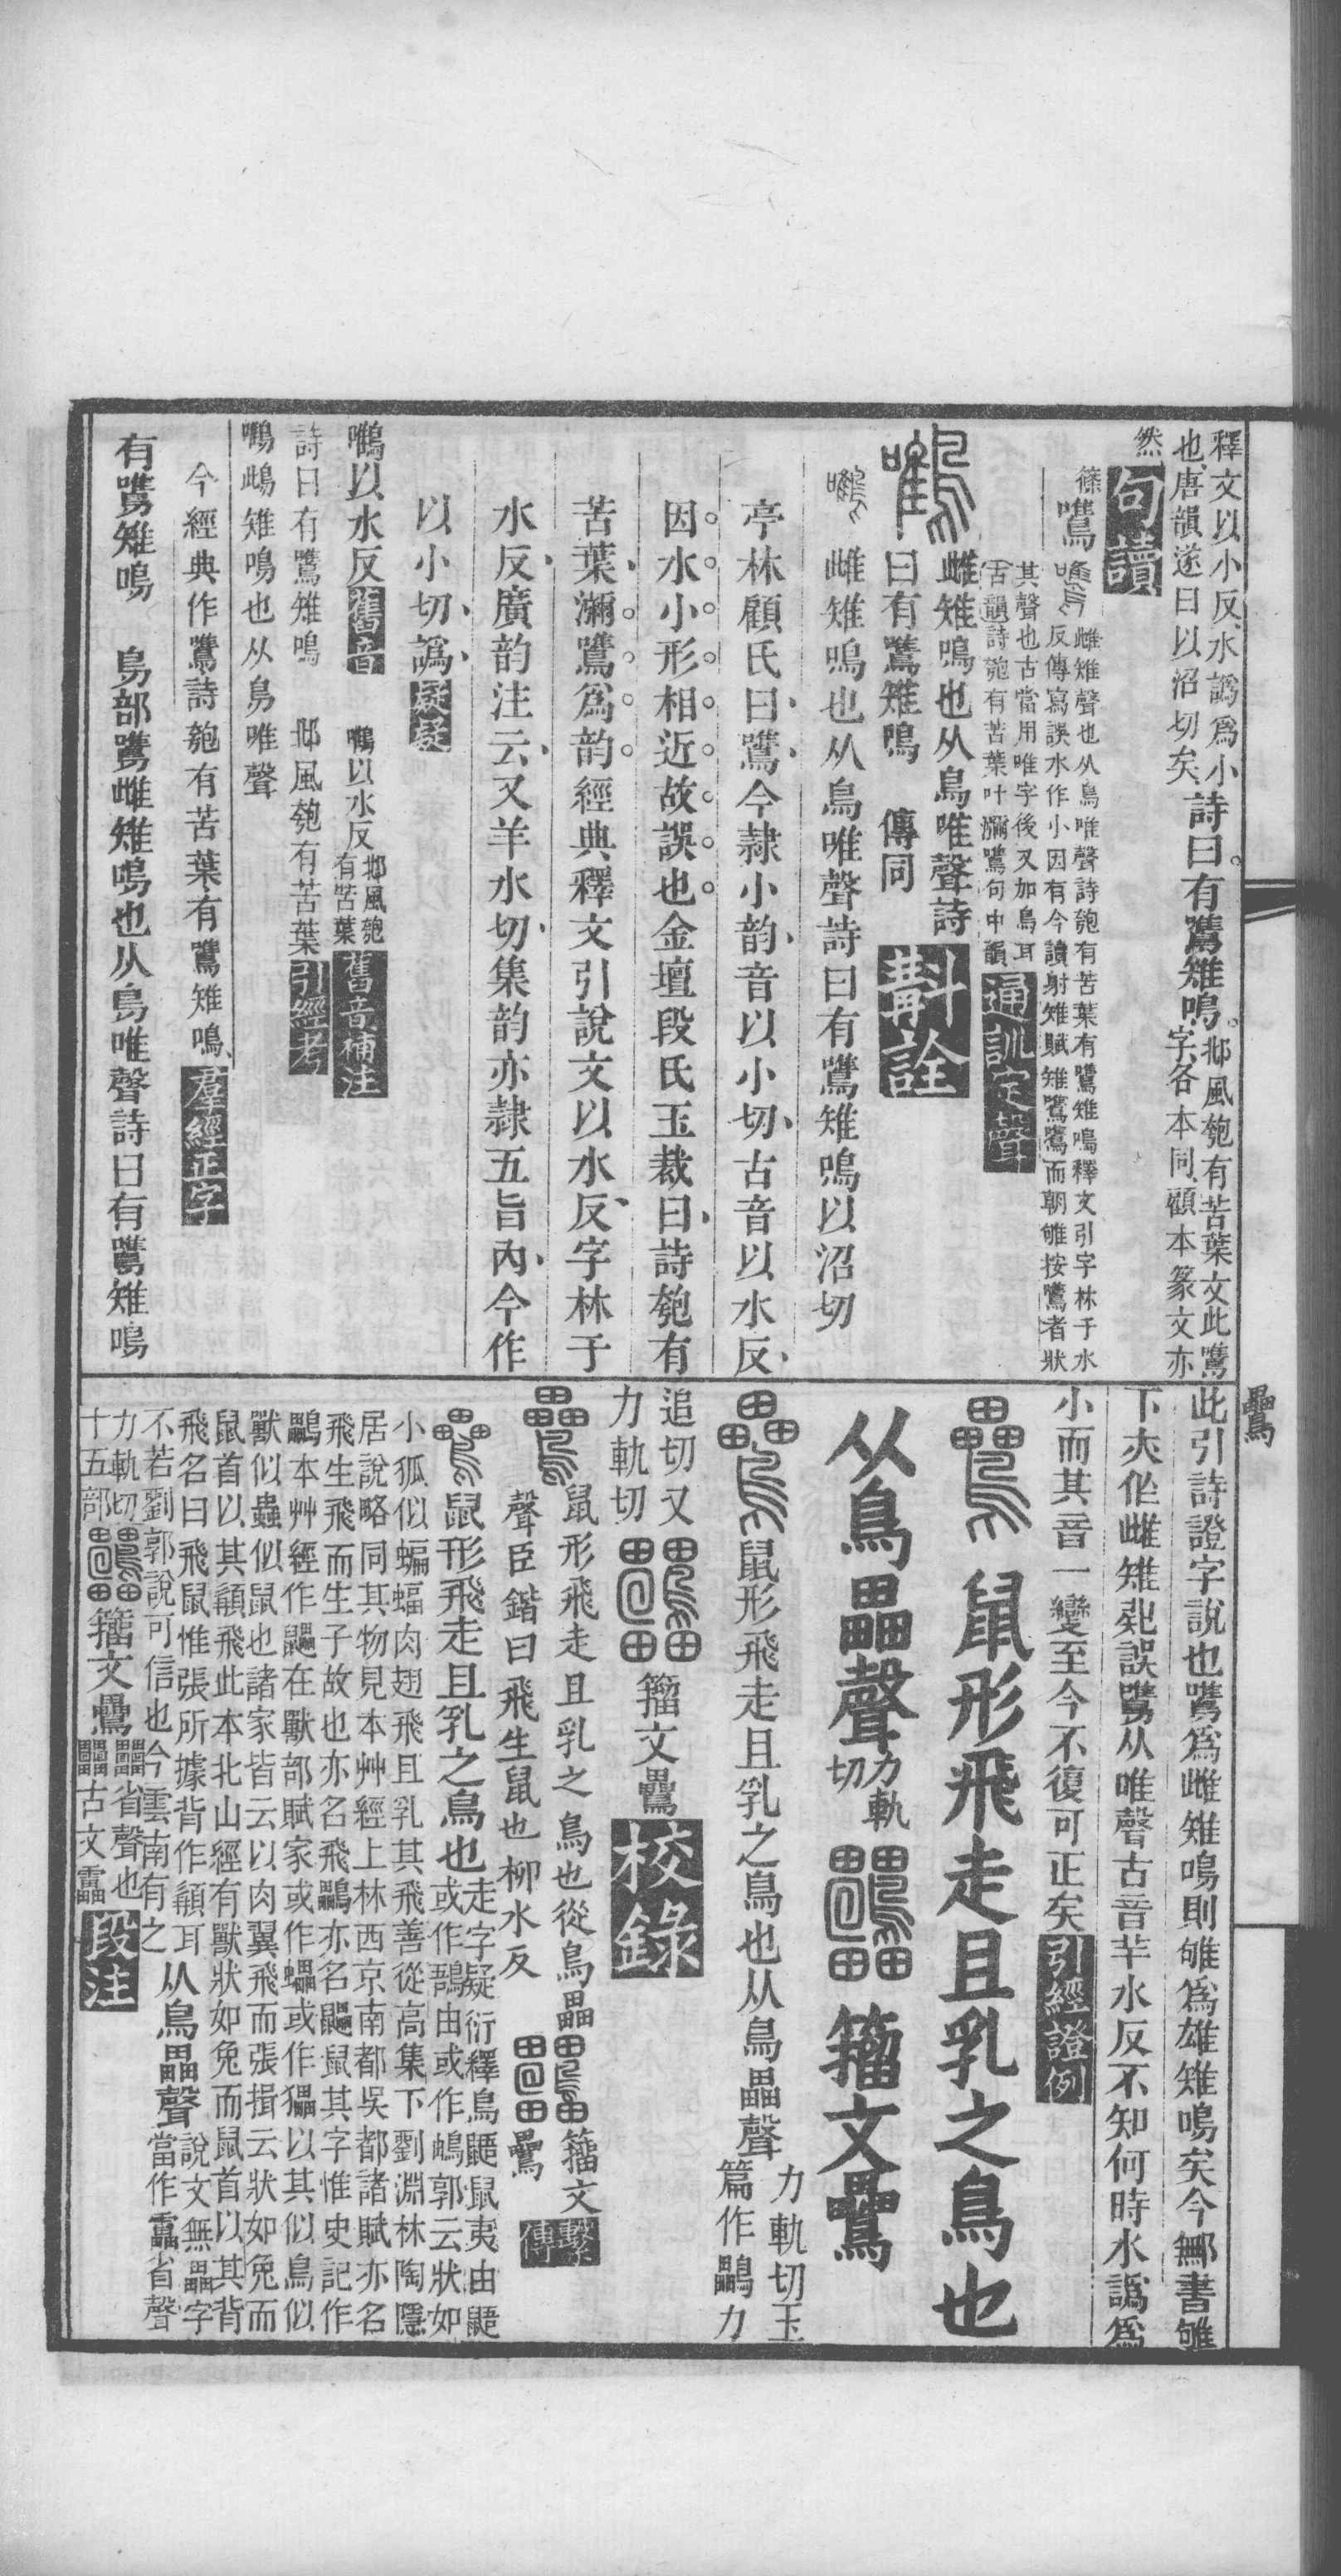 釋文以小反水譌爲小
也唐韻遂曰以沼切矣
詩曰有鷕雉鳴
邶風匏有苦葉文此鷕
字各本同顧本篆文亦
然
句讀
篠鷕
雌雉聲也从鳥唯聲詩匏有苦葉有鷕雉鳴釋文引字林于水
反傳寫誤水作小因有今讀射雉賦雉鷕鷕而朝雊按鷕者狀
其聲也古當用唯字後又加鳥耳
古韻詩匏有苦葉叶瀰鷕句中韻
通訓定聲
雌雉鳴也从鳥唯聲詩
曰有鷕雉鳴 傳同
斠詮
雌雉鳴也从鳥唯聲詩曰有鷕雉鳴以沼切
亭林顧氏曰鷕今隸小韵音以小切古音以水反
因水小形相近故誤也金壇段氏玉裁曰詩匏有
苦葉瀰鷕爲韵經典釋文引說文以水反字林于
水反廣韵注云又羊水切集韵亦隸五旨內今作
以小切譌
疑疑
鷕以水反
舊音
鷕以水反
邶風匏
有苦葉
舊音補注
詩曰有鷕雉鳴 邶風匏有苦葉
引經考
鷕雌雉鳴也从鳥唯聲
今經典作鷕詩匏有苦葉有鷕雉鳴
羣經正字
有鷕雉鳴 鳥部鷕雌雉鳴也从鳥唯聲詩曰有鷕雉鳴
此引詩證字說也鷕爲雌雉鳴則雊爲雄雉鳴矣今鄦書雊
下夾作雌雉尟誤鷕从唯聲古音芊水反不知何時水譌爲
小而其音一變至今不復可正矣
引經證例
鸓
鼠形飛走且乳之鳥也
从鳥畾聲
力軌
切
籀文鸓
鼠形飛走且乳之鳥也从鳥畾聲
力軌切玉
篇作鸓力
追切又
力軌切
籀文鸓
校錄
鼠形飛走且乳之鳥也從鳥畾
聲臣鍇曰飛生鼠也柳水反
籀文
鸓
繫傳
鼠形飛走且乳之鳥也
走字疑衍釋鳥鼯鼠夷由鼯
或作鵐由或作鷓郭云狀如
小狐似蝙蝠肉翅飛且乳其飛善從高集下劉淵林陶隱
居說略同其物見本艸經上林西京南都吳都諸賦亦名
飛生飛而生子故也亦名飛鸓亦名鼺鼠其字惟史記作
鸓本艸經作鼺在獸部賦家或作蠝或作猵以其似鳥似
獸似蟲似鼠也諸家皆云以肉翼飛而張揖云狀如兔而
鼠首以其䫇飛此本北山經有獸狀如兔而鼠首以其背
飛名曰飛鼠惟張所據背作䫇耳
不若劉郭說可信也今雲南有之
从鳥畾聲
說文無畾字
當作靁省聲
力軌切
十五部
籀文鸓
省聲也
古文靁
段注
鸓